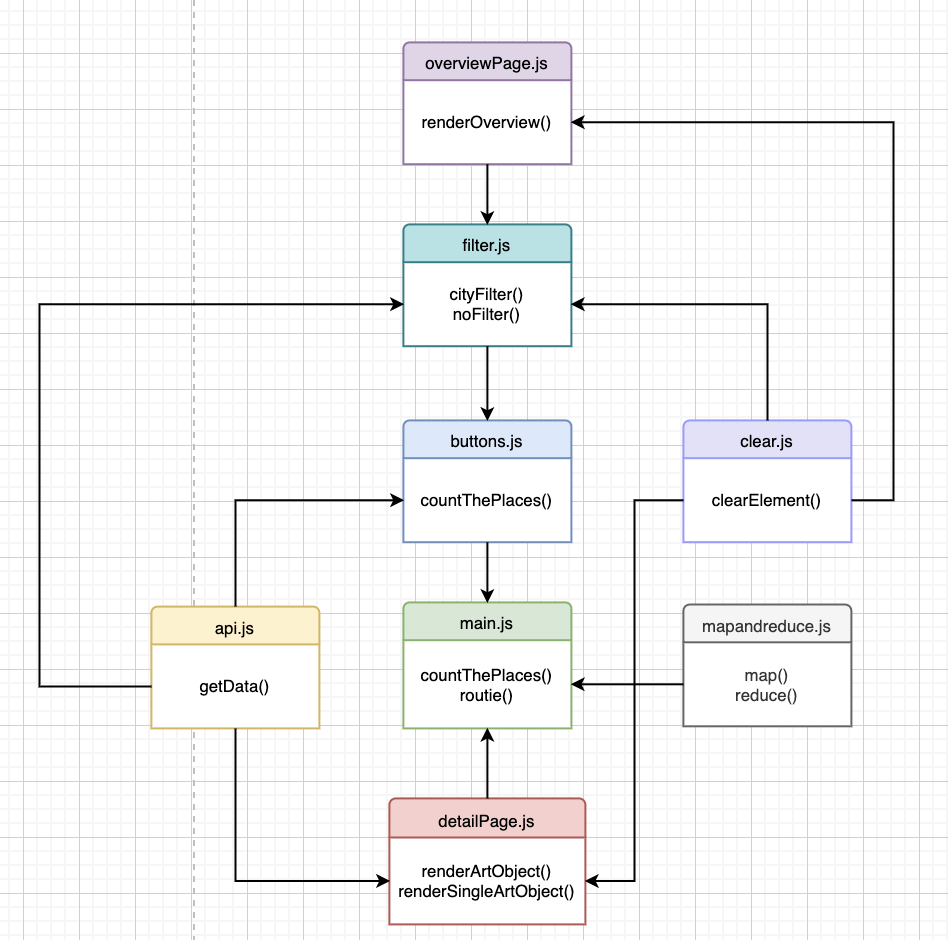 overviewPage.js
renderOverview()
filter.js
cityFilter()
noFilter()
buttons.js
countThePlaces()
clear.js
clearElement()
api.js
getData()
main.js
countThePlaces()
routie()
mapandreduce.js
map()
reduce()
detailPage.js
renderArtObject()
renderSingleArtObject()